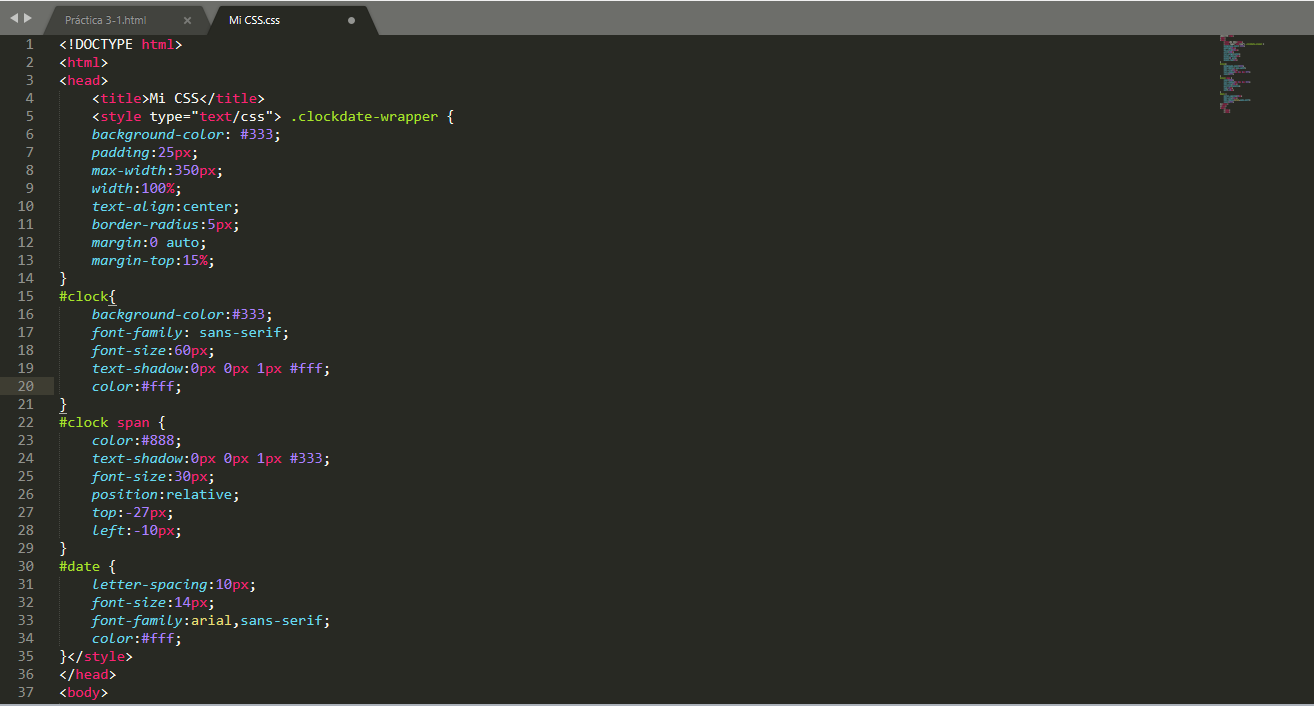 Práctica 3-1.html
Mi CSS.css
1 <!DOCTYPE html>
2 <html>
3 <head>
4 <title>Mi CSS</title>
5 <style type="text/css"> .clockdate-wrapper {
6 background-color: #333;
7 padding:25px;
8 max-width:350px;
9 width:100%;
10 text-align:center;
11 border-radius:5px;
12 margin:0 auto;
13 margin-top:15%;
14 }
15 #clock{
16 background-color:#333;
17 font-family: sans-serif;
18 font-size:60px;
19 text-shadow:0px 0px 1px #fff;
20 color:#fff;
21 }
22 #clock span {
23 color:#888;
24 text-shadow:0px 0px 1px #333;
25 font-size:30px;
26 position:relative;
27 top:-27px;
28 left:-10px;
29 }
30 #date {
31 letter-spacing:10px;
32 font-size:14px;
33 font-family:arial,sans-serif;
34 color:#fff;
35 }</style>
36 </head>
37 <body>